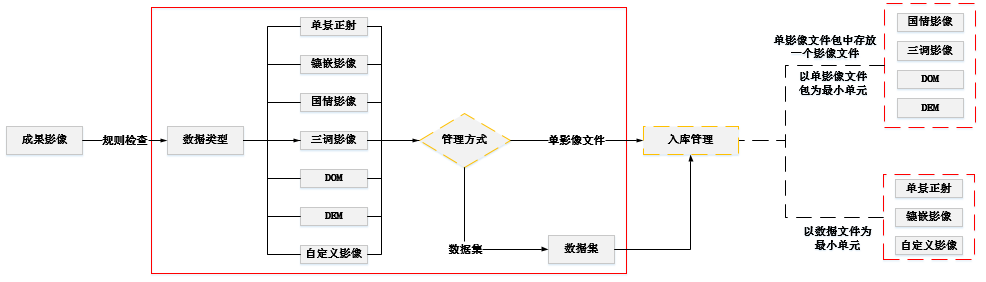 成果影像
规则检查
数据类型
单景正射
镶嵌影像
国情影像
三调影像
DOM
DEM
自定义影像
管理方式
单影像文件
数据集
数据集
入库管理
单影像文件包中存放
一个影像文件
以单影像文件
包为最小单元
国情影像
三调影像
DOM
DEM
以数据文件为
最小单元
单景正射
镶嵌影像
自定义影像